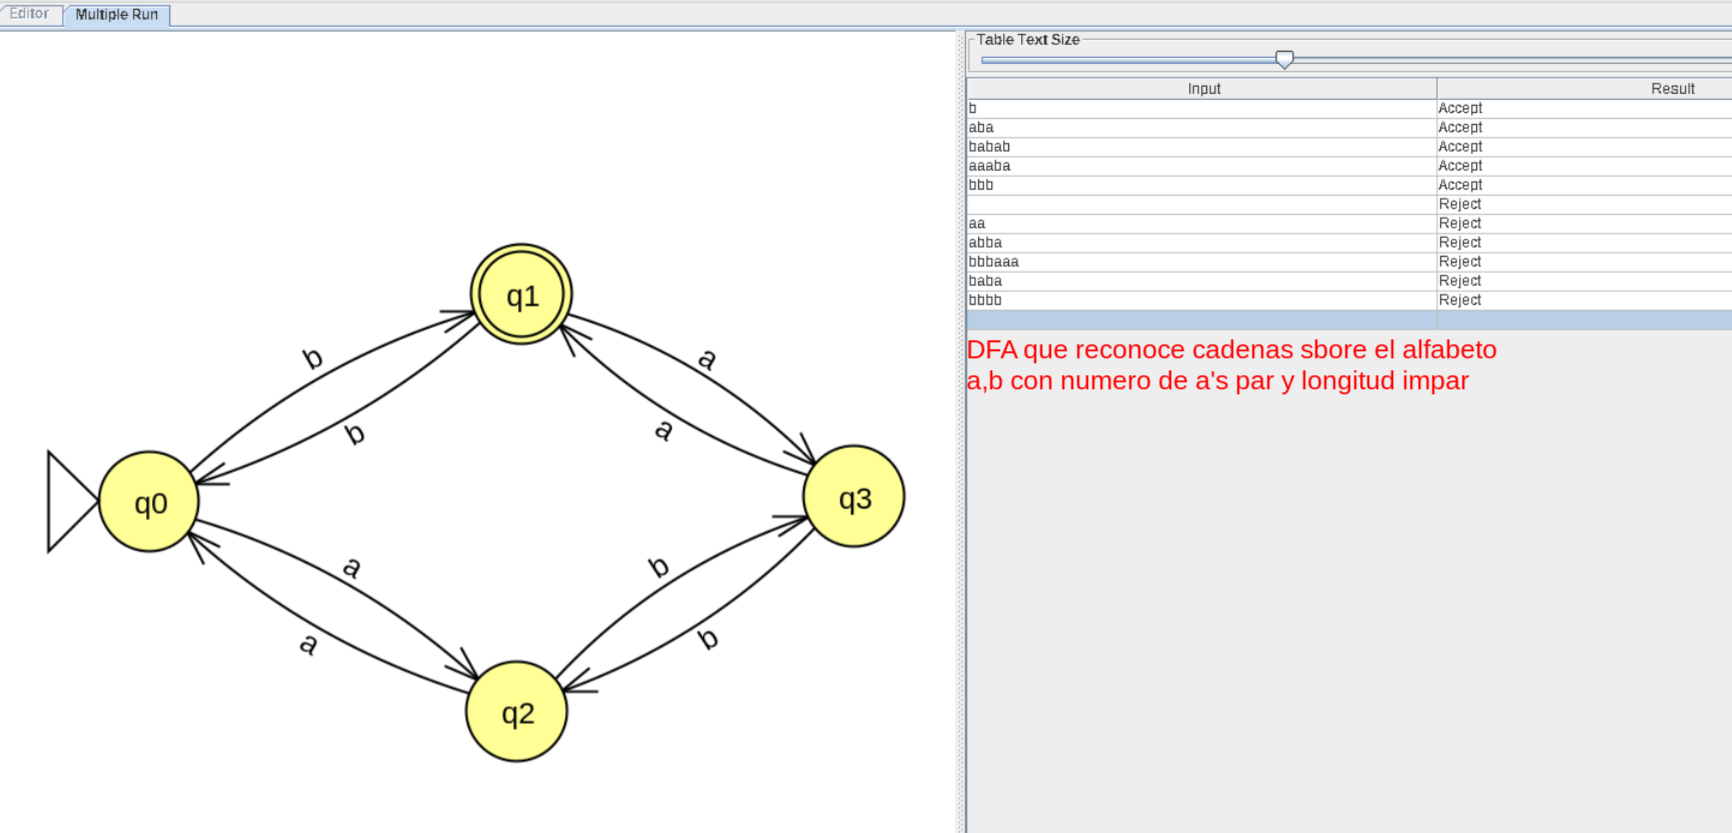 Editor
Multiple Run
Table Text Size
Input Result
b Accept
aba Accept
babab Accept
aaaba Accept
bbb Accept
Reject
aa Reject
abba Reject
bbbaaa Reject
baba Reject
bbbb Reject
DFA que reconoce cadenas sbore el alfabeto
a,b con numero de a's par y longitud impar
q1
b
a
b
a
q0
q3
a
b
a
b
q2